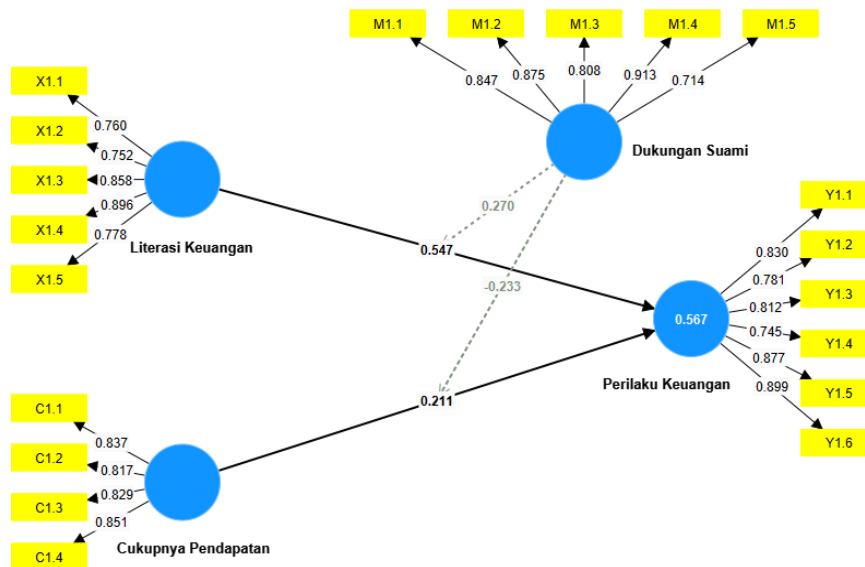 M1.1
M1.2
M1.3
M1.4
M1.5
0.847
0.875
0.808
0.913
0.714
Dukungan Suami
X1.1
X1.2
X1.3
X1.4
X1.5
0.760
0.752
0.858
0.896
0.778
Literasi Keuangan
0.270
0.547
-0.233
0.211
Y1.1
Y1.2
Y1.3
Y1.4
Y1.5
Y1.6
0.830
0.781
0.812
0.745
0.877
0.899
0.567
Perilaku Keuangan
C1.1
C1.2
C1.3
C1.4
0.837
0.817
0.829
0.851
Cukupnya Pendapatan